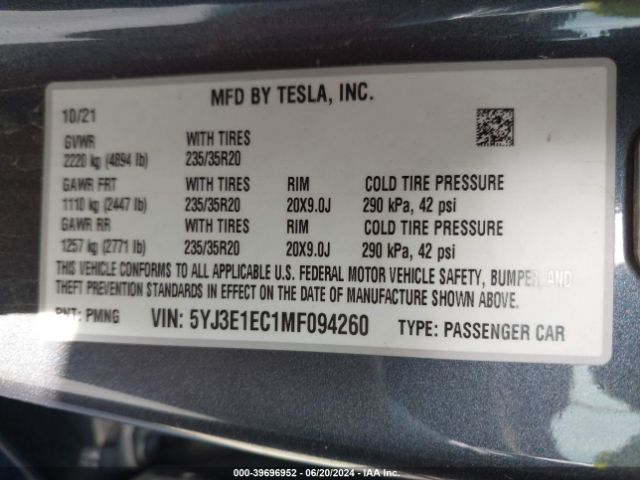 MFD BY TESLA, INC.
10/21
GVWR WITH TIRES
2220 kg (4894 lb) 235/35R20
GAWR FRT WITH TIRES RIM COLD TIRE PRESSURE
1110 kg (2447 lb) 235/35R20 20X9.0J 290 kPa, 42 psi
GAWR RR WITH TIRES RIM COLD TIRE PRESSURE
1257 kg (2771 lb) 235/35R20 20X9.0J 290 kPa, 42 psi
THIS VEHICLE CONFORMS TO ALL APPLICABLE U.S. FEDERAL MOTOR VEHICLE SAFETY, BUMPER, AND
THEFT PREVENTION STANDARDS IN EFFECT ON THE DATE OF MANUFACTURE SHOWN ABOVE.
PNT: PMNG VIN: 5YJ3E1EC1MF094260 TYPE: PASSENGER CAR
000-39696952 - 06/20/2024 - IAA Inc.